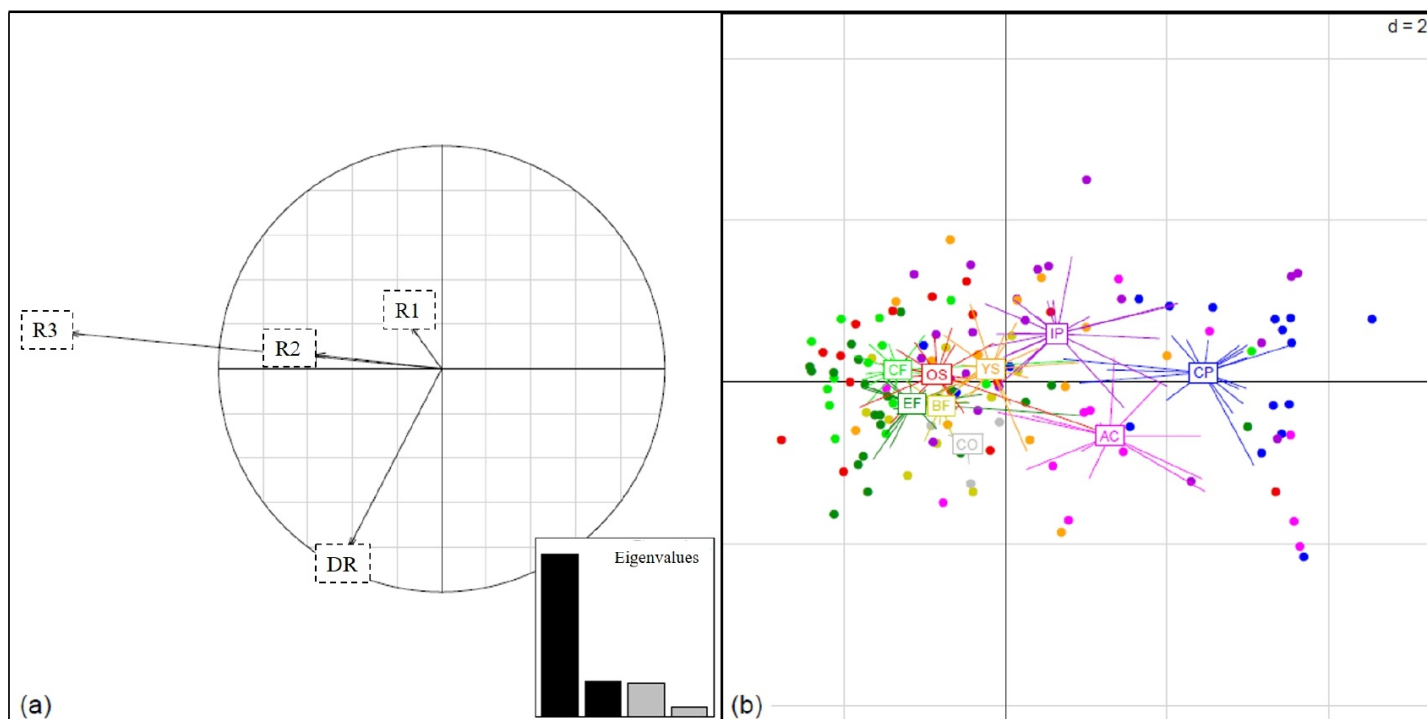 R1
R3
R2
DR
Eigenvalues
(a)
d = 2
IP
CF
OS
YS
CP
EF
BF
CO
AC
(b)